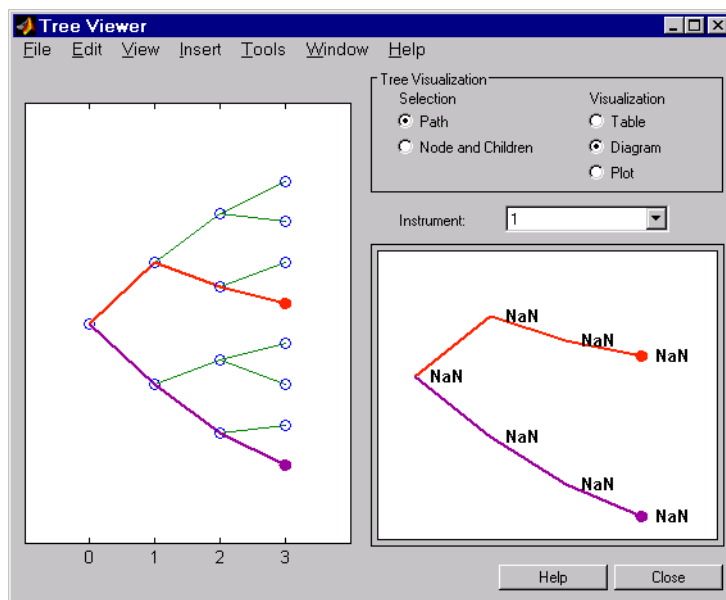 Tree Viewer
File Edit View Insert Tools Window Help
Tree Visualization
Selection
Path
Node and Children
Visualization
Table
Diagram
Plot
Instrument: 1
0 1 2 3
NaN
NaN
NaN
NaN
NaN
NaN
NaN
Help Close